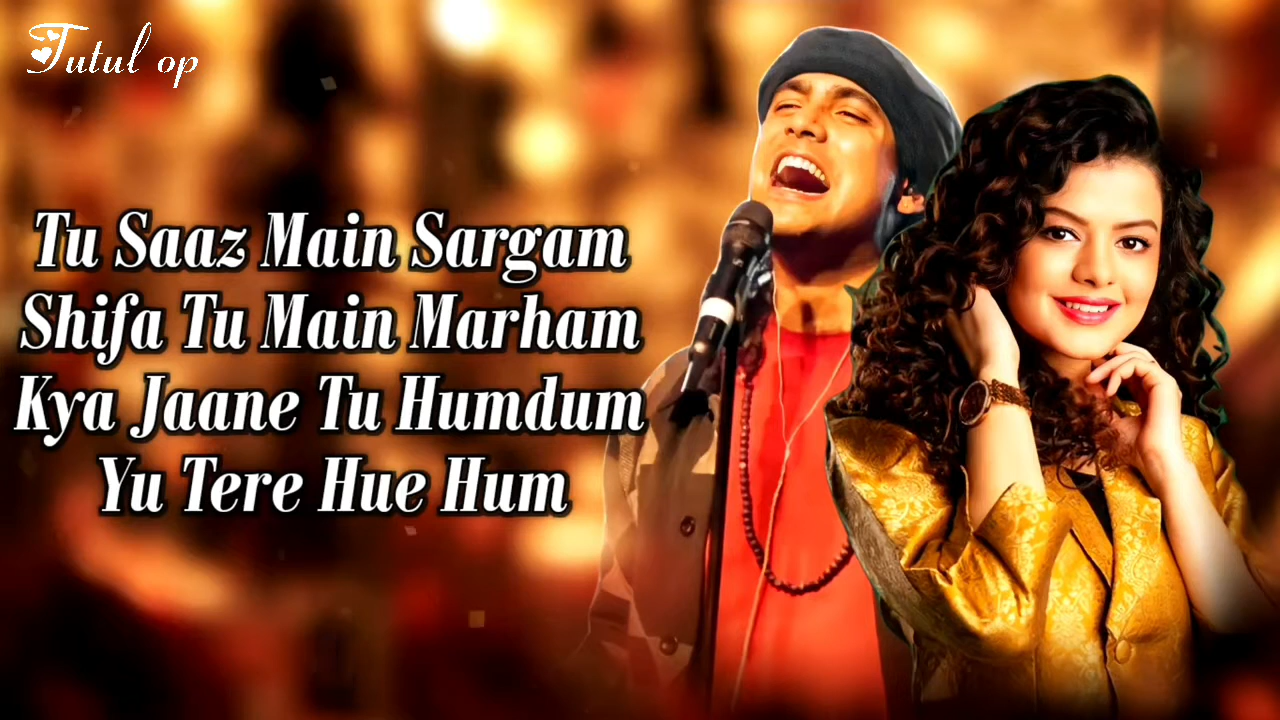 Tutul op
Tu Saaz Main Sargam
Shifa Tu Main Marham
Kya Jaane Tu Humdum
Yu Tere Hue Hum